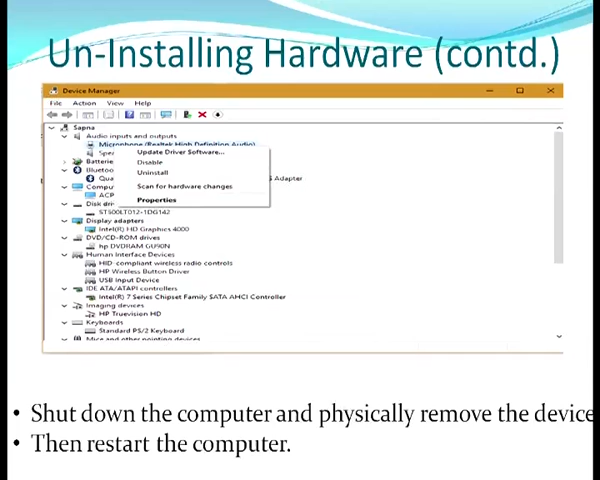 Un-Installing Hardware (contd.)
Device Manager
File Action View Help
Sapna
Audio inputs and outputs
Microphone (Realtek High Definition Audio)
Update Driver Software...
Disable
Uninstall
Scan for hardware changes
Properties
Adapter
Disk
ST500LT012-1DG142
Display adapters
Intel(R) HD Graphics 4000
DVD/CD-ROM drives
hp DVDRAM GU90N
Human Interface Devices
HID-compliant wireless radio controls
HP Wireless Button Driver
USB Input Device
IDE ATA/ATAPI controllers
Intel(R) 7 Series Chipset Family SATA AHCI Controller
Imaging devices
HP Truevision HD
Keyboards
Standard PS/2 Keyboard
Mice and other pointing devices
• Shut down the computer and physically remove the device
• Then restart the computer.